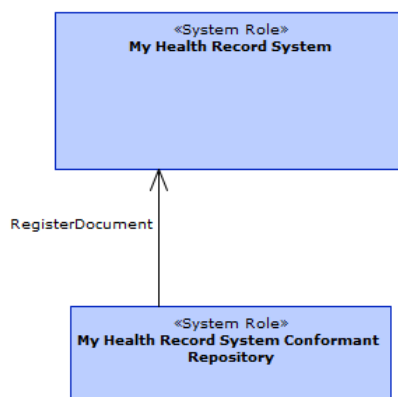 «System Role»
My Health Record System
RegisterDocument
«System Role»
My Health Record System Conformant
Repository